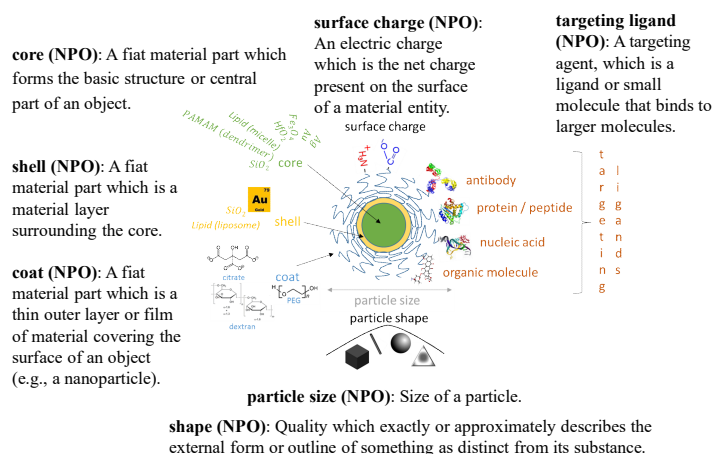 core (NPO): A fiat material part which
forms the basic structure or central
part of an object.
surface charge (NPO):
An electric charge
which is the net charge
present on the surface
of a material entity.
targeting ligand
(NPO): A targeting
agent, which is a
ligand or small
molecule that binds to
larger molecules.
PAMAM (dendrimer)
Lipid (micelle)
SiO₂
HfO₂
Fe₃O₄
Au
Ag
core
surface charge
⁺H₃N
O⁻
C
O
shell (NPO): A fiat
material part which is a
material layer
surrounding the core.
79
Au
Gold
SiO₂
Lipid (liposome)
shell
antibody
protein / peptide
nucleic acid
organic molecule
targeting
ligands
coat (NPO): A fiat
material part which is a
thin outer layer or film
of material covering the
surface of an object
(e.g., a nanoparticle).
citrate
coat
PEG
dextran
particle size
particle shape
particle size (NPO): Size of a particle.
shape (NPO): Quality which exactly or approximately describes the
external form or outline of something as distinct from its substance.